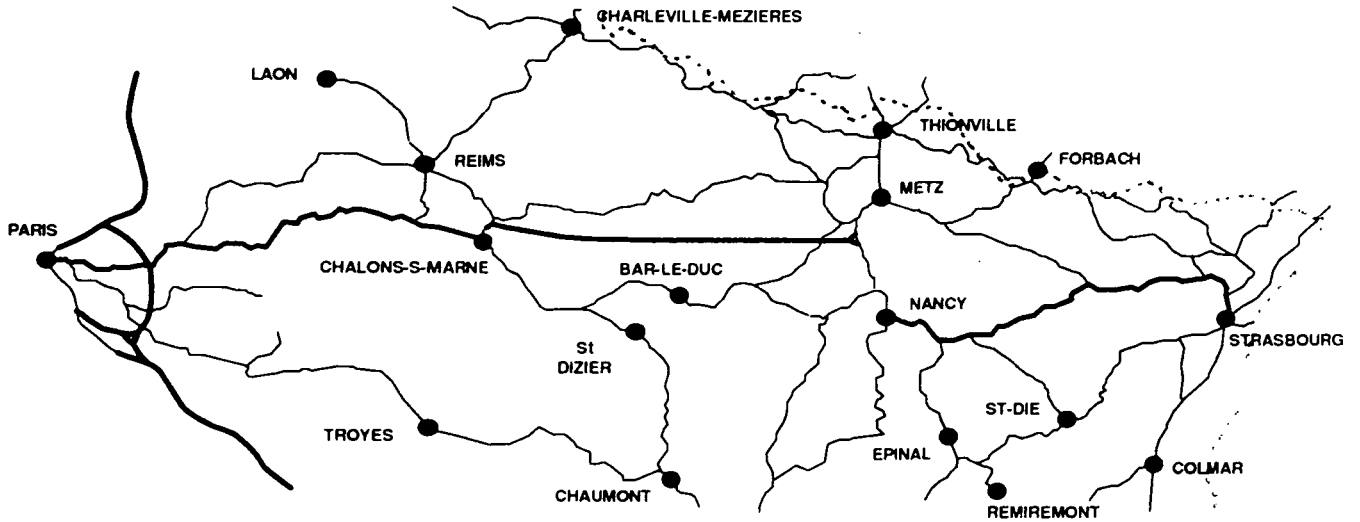 CHARLEVILLE-MEZIERES
LAON
THIONVILLE
REIMS
FORBACH
METZ
PARIS
CHALONS-S-MARNE
BAR-LE-DUC
NANCY
STRASBOURG
St
DIZIER
ST-DIE
TROYES
EPINAL
COLMAR
CHAUMONT
REMIREMONT